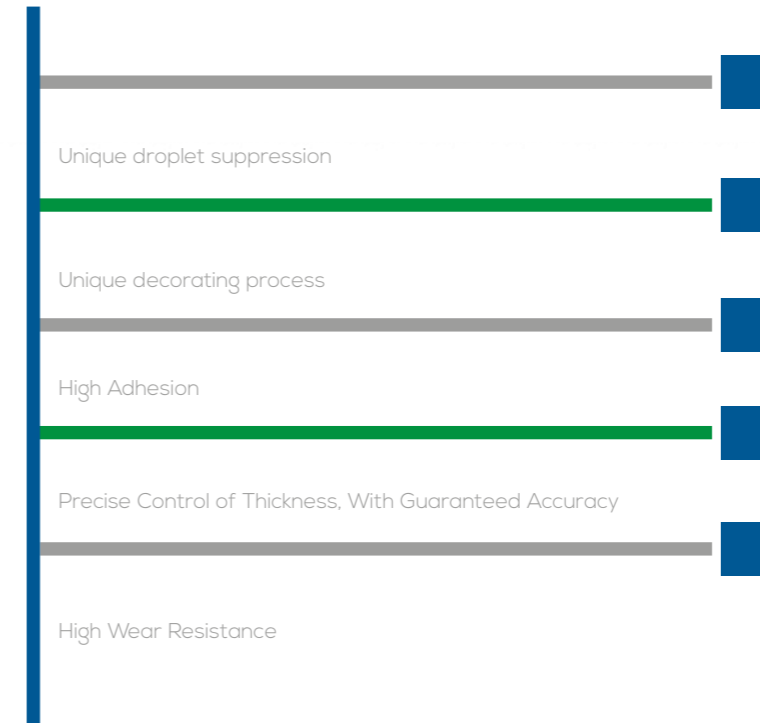 Unique droplet suppression
Unique decorating process
High Adhesion
Precise Control of Thickness, With Guaranteed Accuracy
High Wear Resistance